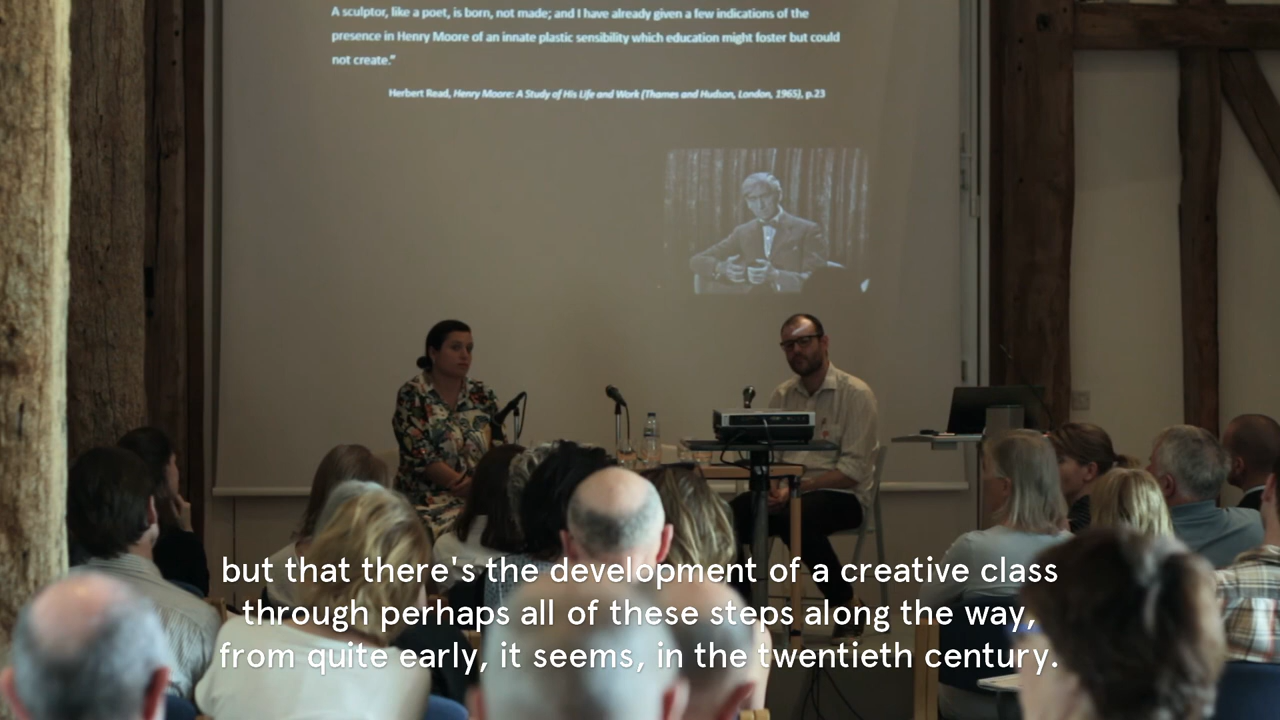 A sculptor, like a poet, is born, not made; and I have already given a few indications of the
presence in Henry Moore of an innate plastic sensibility which education might foster but could
not create."
Herbert Read, Henry Moore: A Study of His Life and Work (Thames and Hudson, London, 1965), p.23
but that there's the development of a creative class
through perhaps all of these steps along the way,
from quite early, it seems, in the twentieth century.